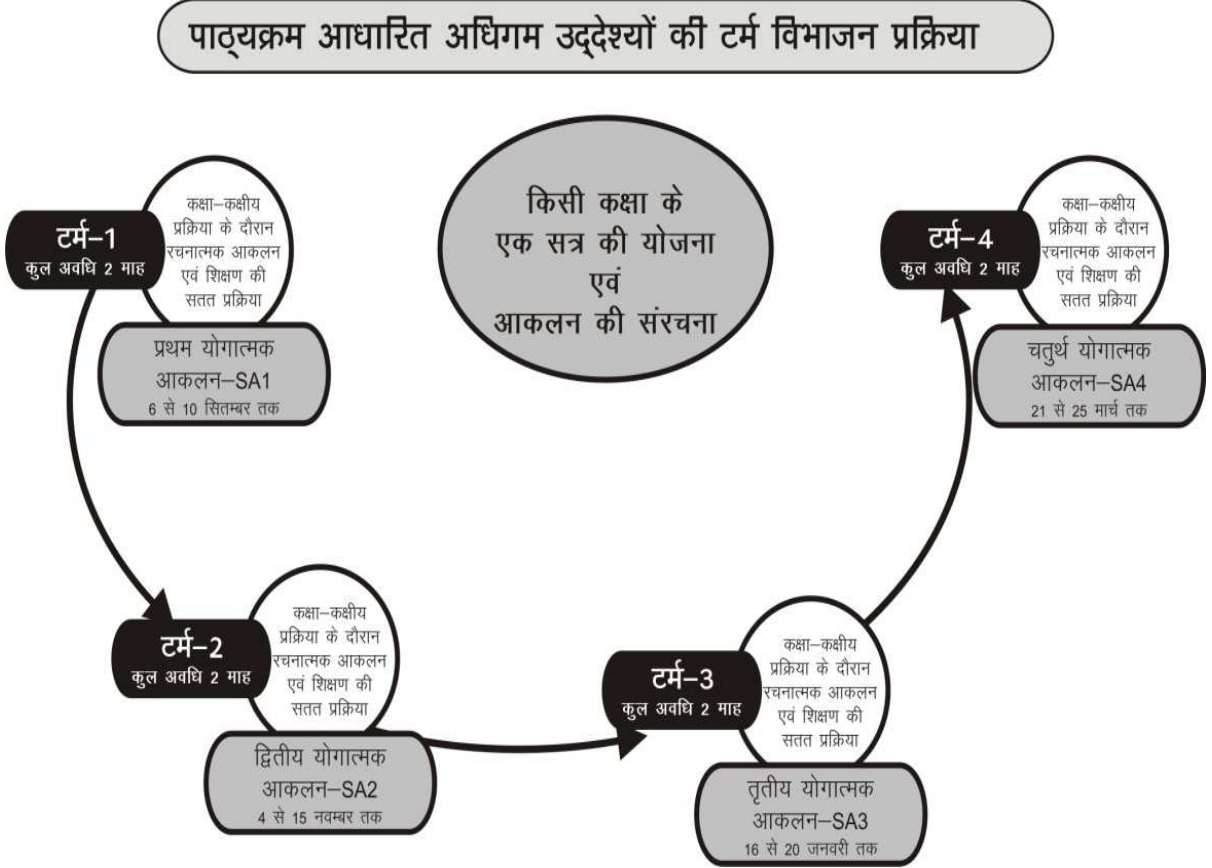 पाठ्यक्रम आधारित अधिगम उद्देश्यों की टर्म विभाजन प्रक्रिया
किसी कक्षा के
एक सत्र की योजना
एवं
आकलन की संरचना
टर्म–1
कुल अवधि 2 माह
कक्षा–कक्षीय
प्रक्रिया के दौरान
रचनात्मक आकलन
एवं शिक्षण की
सतत प्रक्रिया
प्रथम योगात्मक
आकलन–SA1
6 से 10 सितम्बर तक
टर्म–2
कुल अवधि 2 माह
कक्षा–कक्षीय
प्रक्रिया के दौरान
रचनात्मक आकलन
एवं शिक्षण की
सतत प्रक्रिया
द्वितीय योगात्मक
आकलन–SA2
4 से 15 नवम्बर तक
टर्म–3
कुल अवधि 2 माह
कक्षा–कक्षीय
प्रक्रिया के दौरान
रचनात्मक आकलन
एवं शिक्षण की
सतत प्रक्रिया
तृतीय योगात्मक
आकलन–SA3
16 से 20 जनवरी तक
टर्म–4
कुल अवधि 2 माह
कक्षा–कक्षीय
प्रक्रिया के दौरान
रचनात्मक आकलन
एवं शिक्षण की
सतत प्रक्रिया
चतुर्थ योगात्मक
आकलन–SA4
21 से 25 मार्च तक